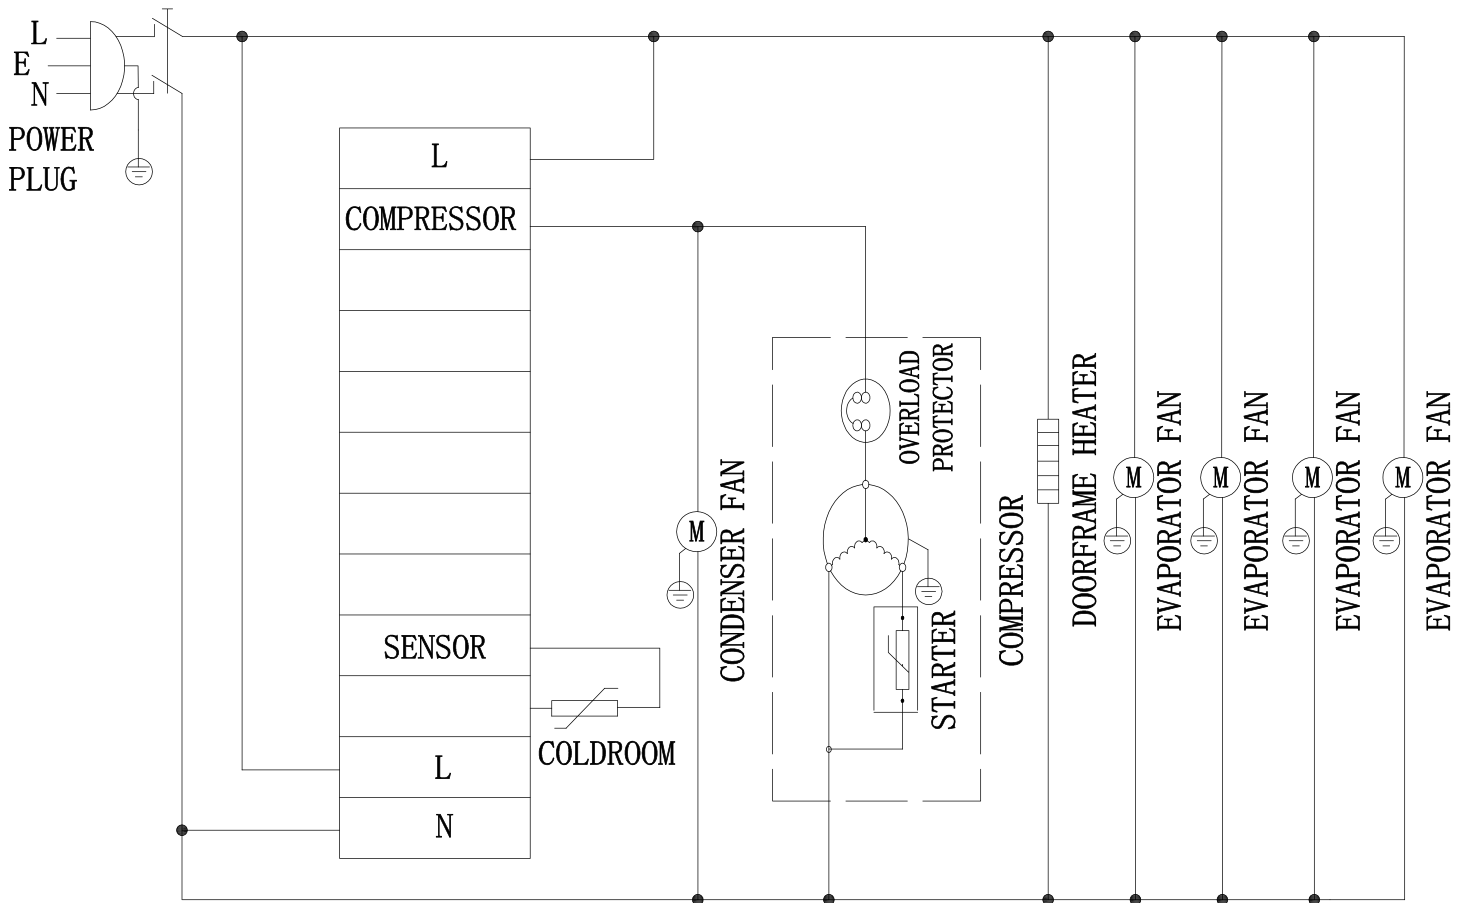 L
E
N
POWER
PLUG
L
COMPRESSOR
SENSOR
L
N
COLDROOM
M
CONDENSER FAN
OVERLOAD
PROTECTOR
STARTER
COMPRESSOR
DOORFRAME HEATER
M
EVAPORATOR FAN
M
EVAPORATOR FAN
M
EVAPORATOR FAN
M
EVAPORATOR FAN